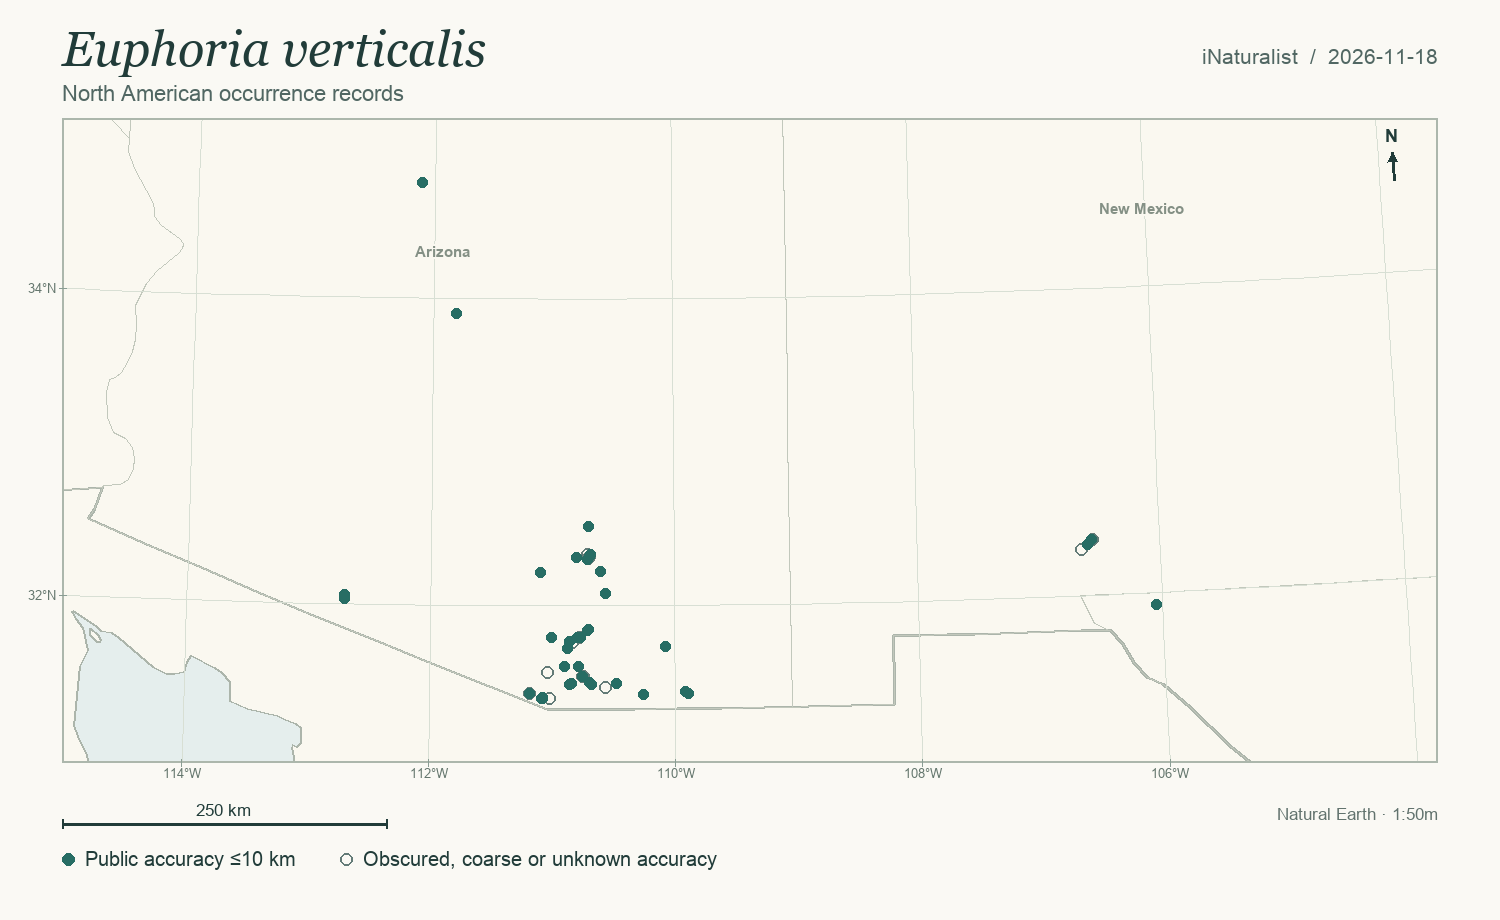 Euphoria verticalis
iNaturalist / 2026-11-18
North American occurrence records
N
New Mexico
Arizona
34°N
32°N
114°W
112°W
110°W
108°W
106°W
250 km
Natural Earth · 1:50m
Public accuracy ≤10 km
Obscured, coarse or unknown accuracy